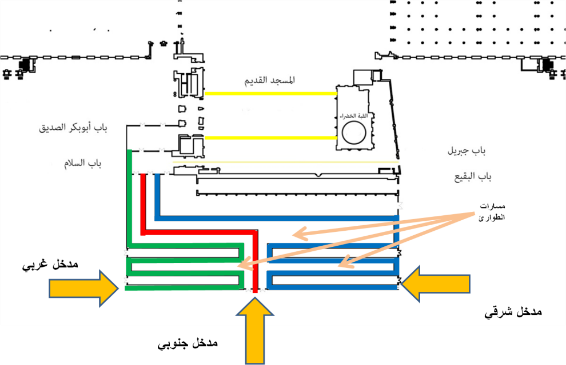 المسجد القديم
القبة الخضراء
باب أبوبكر الصديق
باب السلام
باب جبريل
باب البقيع
مسارات
الطوارئ
مدخل غربي
مدخل شرقي
مدخل جنوبي